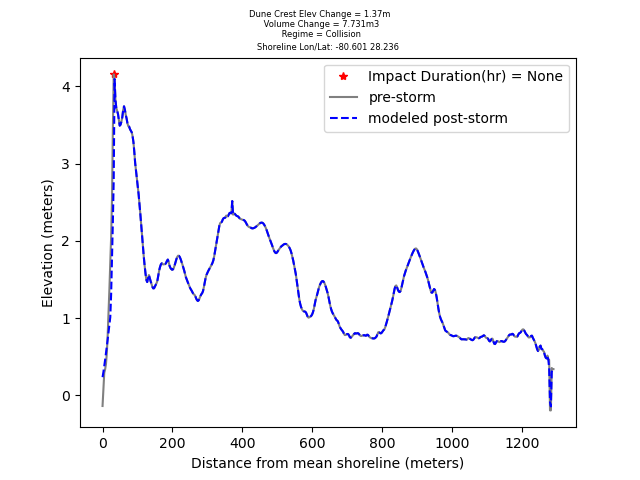 Dune Crest Elev Change = 1.37m
Volume Change = 7.731m3
Regime = Collision
Shoreline Lon/Lat: -80.601 28.236
Impact Duration(hr) = None
pre-storm
modeled post-storm
Elevation (meters)
4
3
2
1
0
0 200 400 600 800 1000 1200
Distance from mean shoreline (meters)